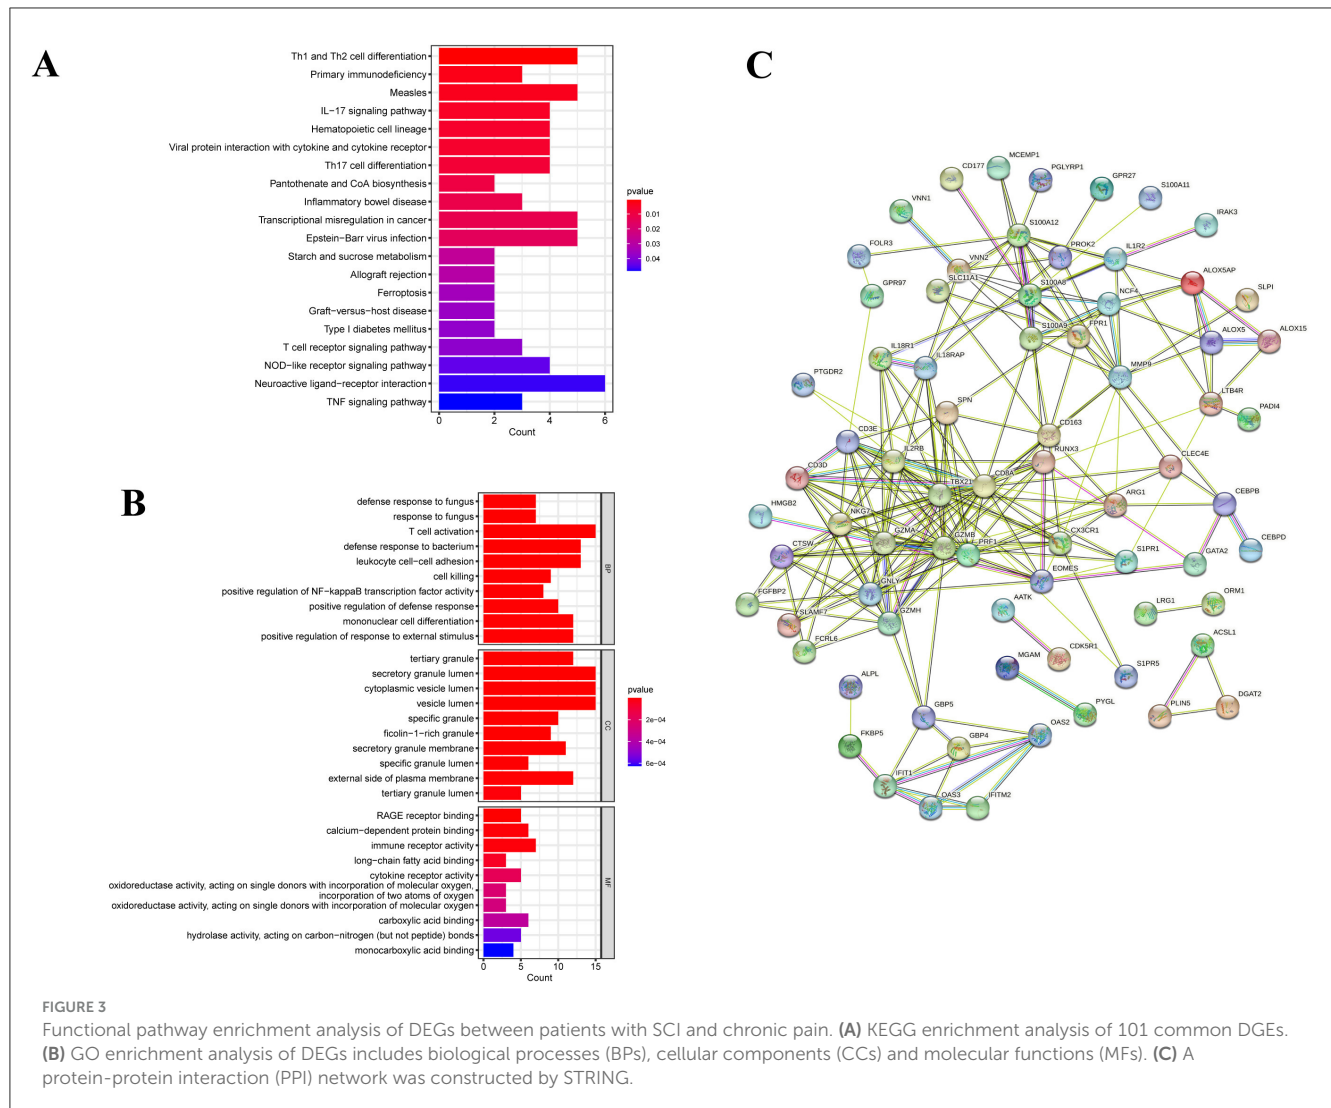 A
Th1 and Th2 cell differentiation
Primary immunodeficiency
Measles
IL−17 signaling pathway
Hematopoietic cell lineage
Viral protein interaction with cytokine and cytokine receptor
Th17 cell differentiation
Pantothenate and CoA biosynthesis
Inflammatory bowel disease
Transcriptional misregulation in cancer
Epstein−Barr virus infection
Starch and sucrose metabolism
Allograft rejection
Ferroptosis
Graft−versus−host disease
Type I diabetes mellitus
T cell receptor signaling pathway
NOD−like receptor signaling pathway
Neuroactive ligand−receptor interaction
TNF signaling pathway
0 2 4 6
Count
pvalue
0.01
0.02
0.03
0.04
B
defense response to fungus
response to fungus
T cell activation
defense response to bacterium
leukocyte cell−cell adhesion
cell killing
positive regulation of NF−kappaB transcription factor activity
positive regulation of defense response
mononuclear cell differentiation
positive regulation of response to external stimulus
BP
tertiary granule
secretory granule lumen
cytoplasmic vesicle lumen
vesicle lumen
specific granule
ficolin−1−rich granule
secretory granule membrane
specific granule lumen
external side of plasma membrane
tertiary granule lumen
CC
RAGE receptor binding
calcium−dependent protein binding
immune receptor activity
long−chain fatty acid binding
cytokine receptor activity
oxidoreductase activity, acting on single donors with incorporation of molecular oxygen,
incorporation of two atoms of oxygen
oxidoreductase activity, acting on single donors with incorporation of molecular oxygen
carboxylic acid binding
hydrolase activity, acting on carbon−nitrogen (but not peptide) bonds
monocarboxylic acid binding
MF
0 5 10 15
Count
pvalue
2e−04
4e−04
6e−04
C
MCEMP1
CD177
PGLYRP1
GPR27
S100A11
VNN1
IRAK3
S100A12
FOLR3
PROK2
IL1R2
VNN2
SLC11A1
ALOX5AP
S100A8
GPR97
NCF4
SLPI
S100A9
FPR1
ALOX5
ALOX15
IL18R1
IL18RAP
MMP9
PTGDR2
LTB4R
PADI4
SPN
CD163
CD3E
IL2RB
RUNX3
CLEC4E
CD3D
CD8A
TBX21
ARG1
CEBPB
HMGB2
NKG7
GZMA
GZMB
PRF1
CX3CR1
CEBPD
CTSW
S1PR1
GATA2
GNLY
EOMES
FGFBP2
SLAMF7
GZMH
AATK
LRG1
ORM1
FCRL6
CDK5R1
ACSL1
MGAM
S1PR5
ALPL
PYGL
PLIN5
DGAT2
GBP5
OAS2
FKBP5
GBP4
IFIT1
OAS3
IFITM2
FIGURE 3
Functional pathway enrichment analysis of DEGs between patients with SCI and chronic pain. (A) KEGG enrichment analysis of 101 common DGEs.
(B) GO enrichment analysis of DEGs includes biological processes (BPs), cellular components (CCs) and molecular functions (MFs). (C) A
protein-protein interaction (PPI) network was constructed by STRING.